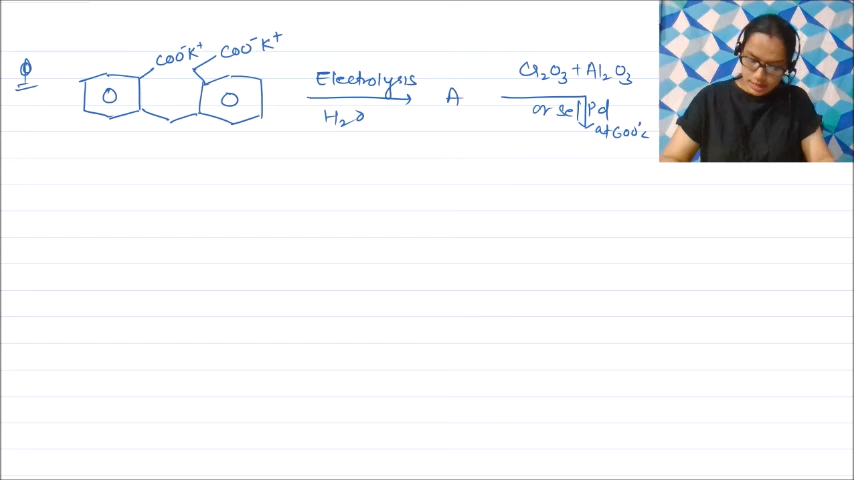 Q
COO⁻K⁺ COO⁻K⁺
Electrolysis
H₂O
A
Cr₂O₃ + Al₂O₃
or Se/Pd
at 600°C